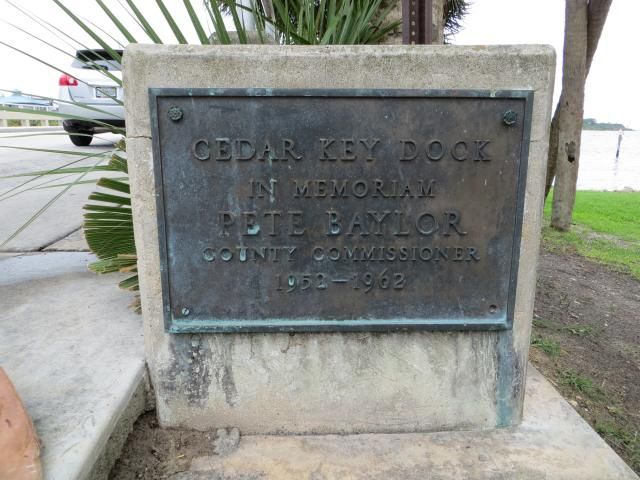 CEDAR KEY DOCK
IN MEMORIAM
PETE BAYLOR
COUNTY COMMISSIONER
1952-1962